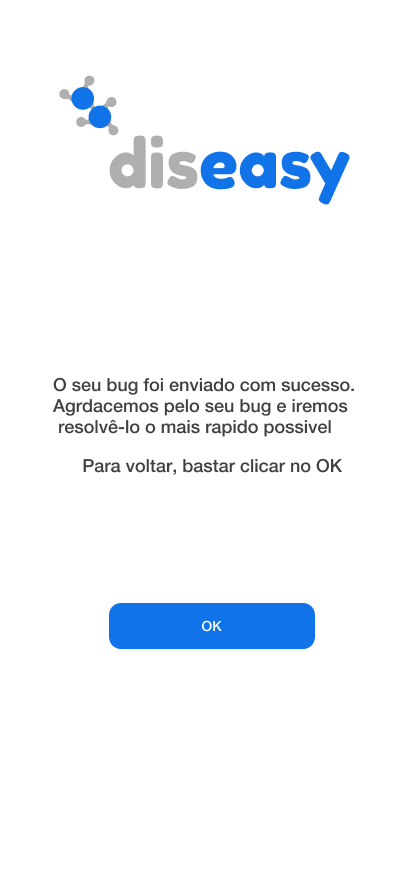 diseasy
O seu bug foi enviado com sucesso.
Agrdacemos pelo seu bug e iremos
resolvê-lo o mais rapido possivel
Para voltar, bastar clicar no OK
OK